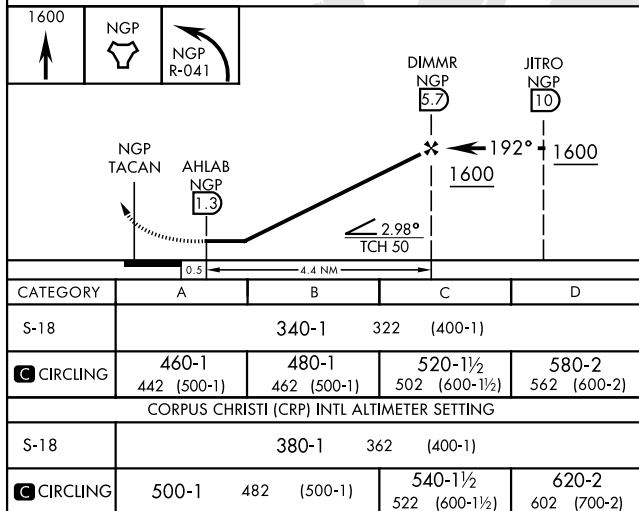 1600
NGP
NGP
R-041
DIMMR
NGP
5.7
JITRO
NGP
10
NGP
TACAN
AHLAB
NGP
1.3
192°
1600
1600
2.98°
TCH 50
0.5
4.4 NM
CATEGORY A B C D
S-18 340-1 322 (400-1)
C CIRCLING 460-1 480-1 520-1½ 580-2
442 (500-1) 462 (500-1) 502 (600-1½) 562 (600-2)
CORPUS CHRISTI (CRP) INTL ALTIMETER SETTING
S-18 380-1 362 (400-1)
C CIRCLING 500-1 482 (500-1) 540-1½ 620-2
522 (600-1½) 602 (700-2)